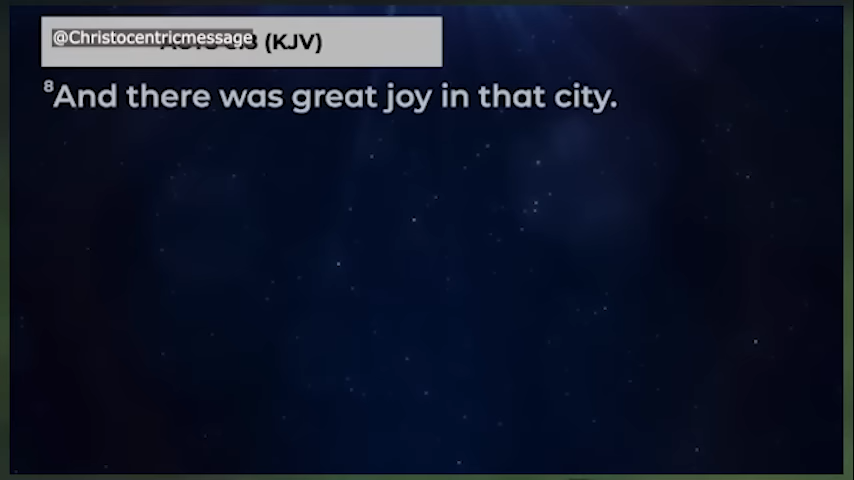 @Christocentricmessage
(KJV)
⁸And there was great joy in that city.